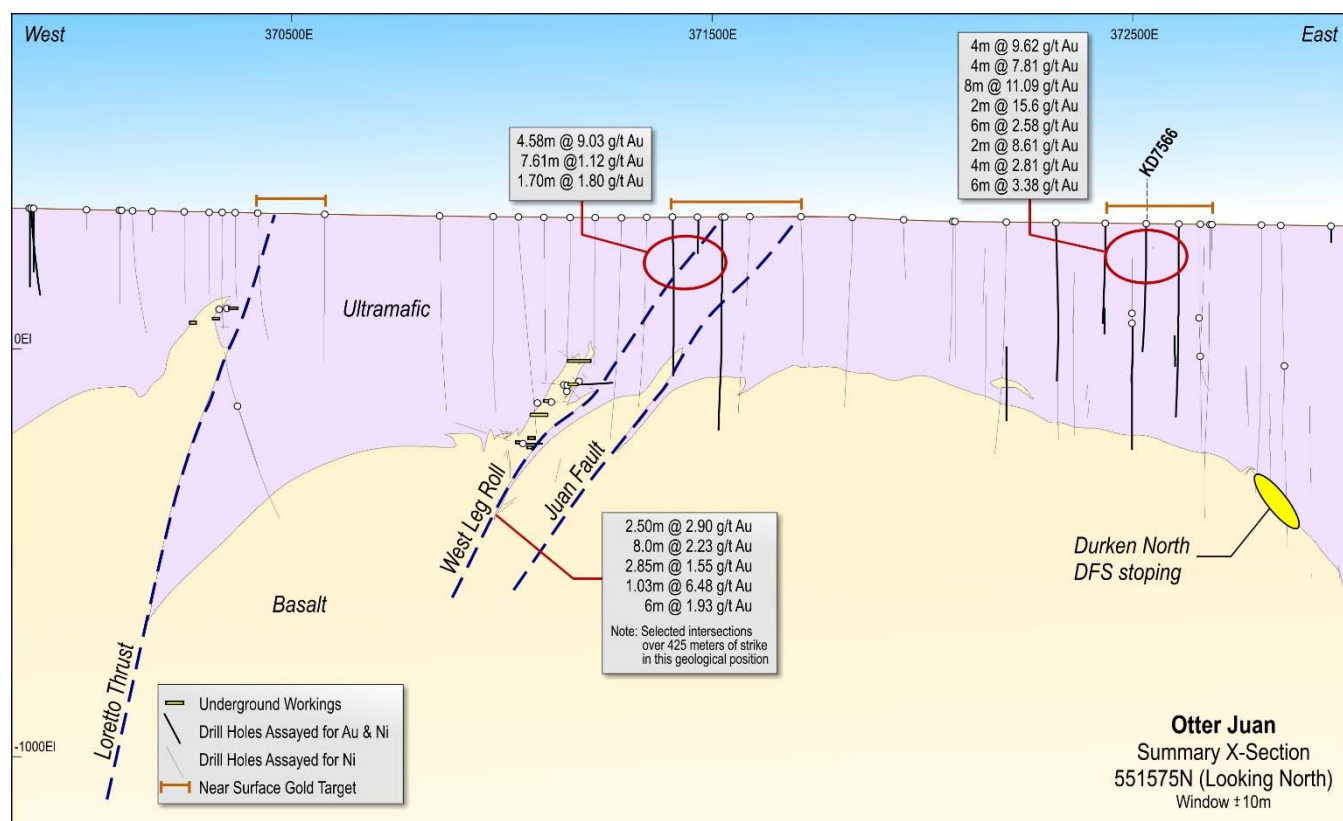 West
370500E
371500E
372500E
East
4m @ 9.62 g/t Au
4m @ 7.81 g/t Au
8m @ 11.09 g/t Au
2m @ 15.6 g/t Au
6m @ 2.58 g/t Au
2m @ 8.61 g/t Au
4m @ 2.81 g/t Au
6m @ 3.38 g/t Au
KD7566
4.58m @ 9.03 g/t Au
7.61m @1.12 g/t Au
1.70m @ 1.80 g/t Au
Ultramafic
0El
West Leg Roll
Juan Fault
2.50m @ 2.90 g/t Au
8.0m @ 2.23 g/t Au
2.85m @ 1.55 g/t Au
1.03m @ 6.48 g/t Au
6m @ 1.93 g/t Au
Note: Selected intersections
over 425 meters of strike
in this geological position
Durken North
DFS stoping
Basalt
Loretto Thrust
-1000El
Underground Workings
Drill Holes Assayed for Au & Ni
Drill Holes Assayed for Ni
Near Surface Gold Target
Otter Juan
Summary X-Section
551575N (Looking North)
Window ±10m